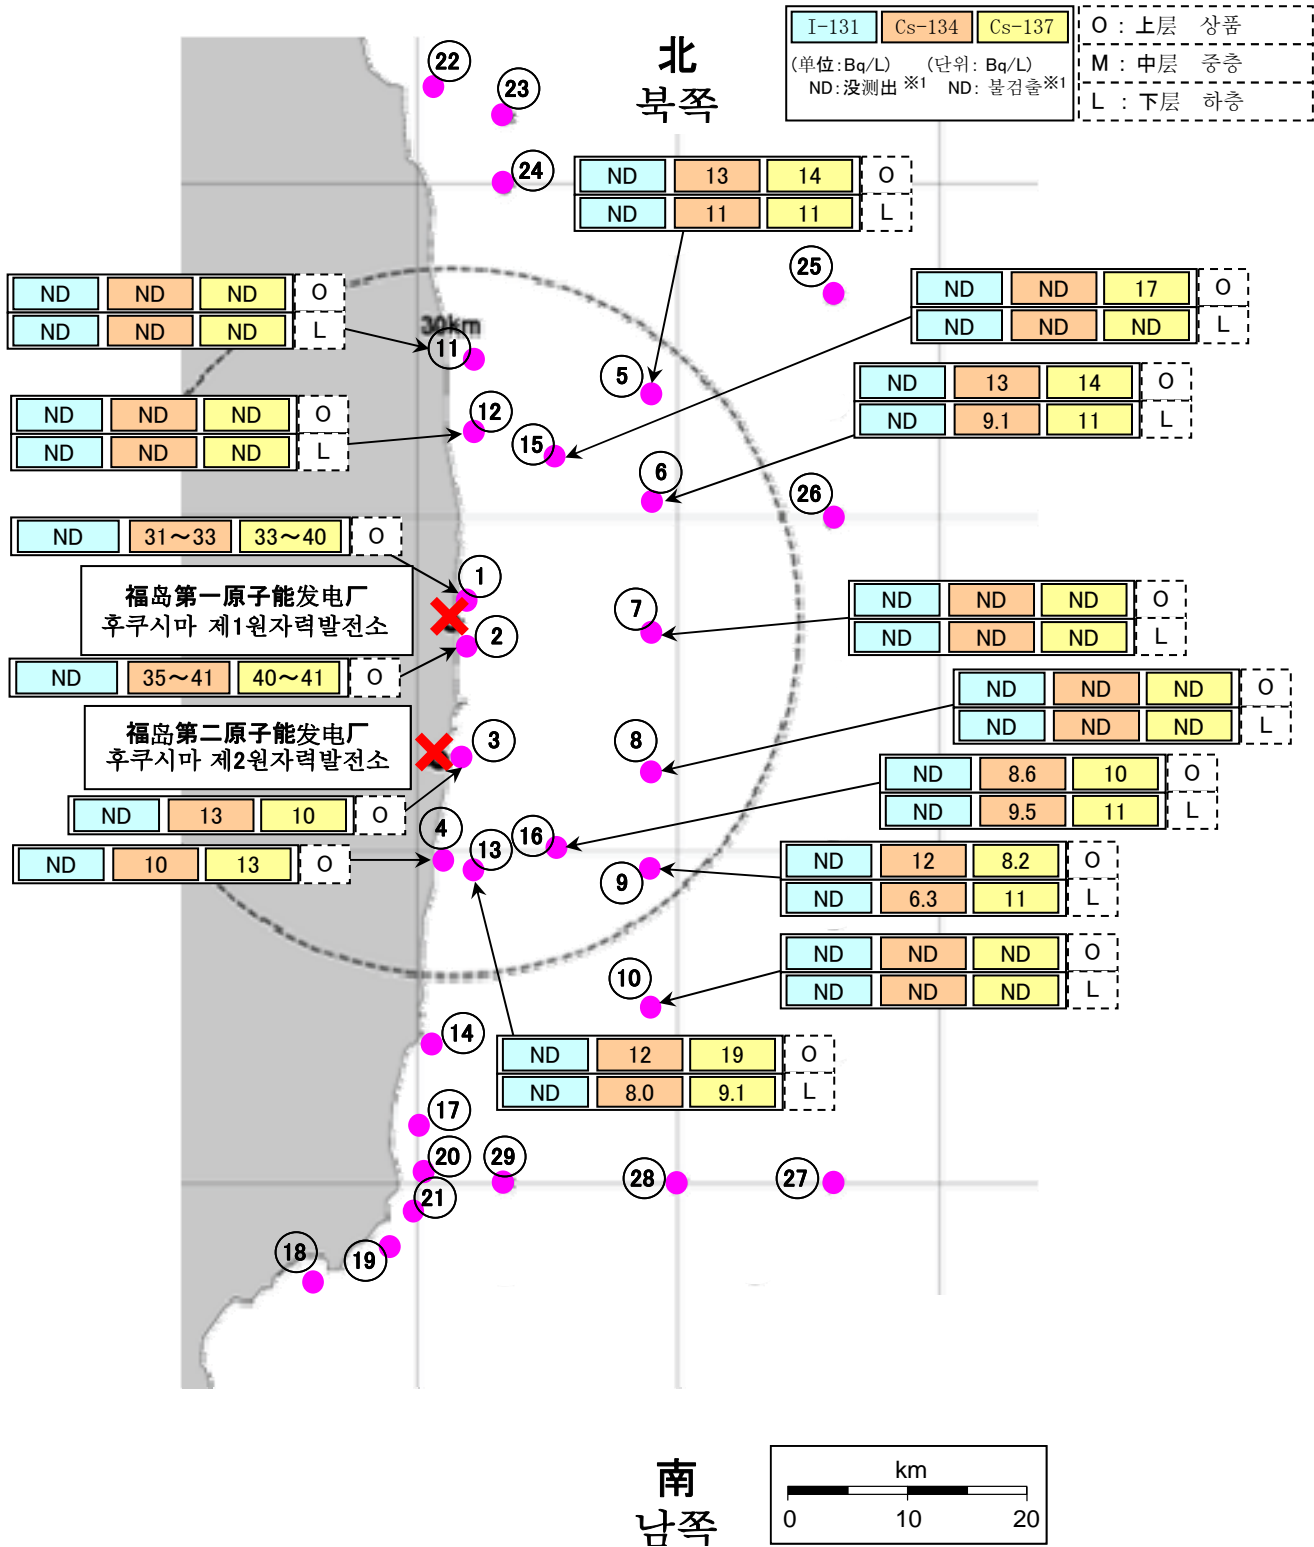 北
북쪽
I-131 Cs-134 Cs-137
(単位:Bq/L) (단위: Bq/L)
ND:没测出 ※1 ND: 불검출※1
O : 上层 상품
M : 中层 중층
L : 下层 하층
22
23
24
ND 13 14 O
ND 11 11 L
25
ND ND 17 O
ND ND ND L
ND ND ND O
ND ND ND L
30km
11
5
ND 13 14 O
ND 9.1 11 L
ND ND ND O
ND ND ND L
12
15
6
26
ND 31～33 33～40 O
福岛第一原子能发电厂
후쿠시마 제1원자력발전소
1
2
7
ND ND ND O
ND ND ND L
ND 35～41 40～41 O
福岛第二原子能发电厂
후쿠시마 제2원자력발전소
3
8
ND ND ND O
ND ND ND L
ND 13 10 O
ND 8.6 10 O
ND 9.5 11 L
4
13
16
9
ND 10 13 O
ND 12 8.2 O
ND 6.3 11 L
10
ND ND ND O
ND ND ND L
14
ND 12 19 O
ND 8.0 9.1 L
17
20
29
28
27
21
18
19
南
남쪽
km
0 10 20